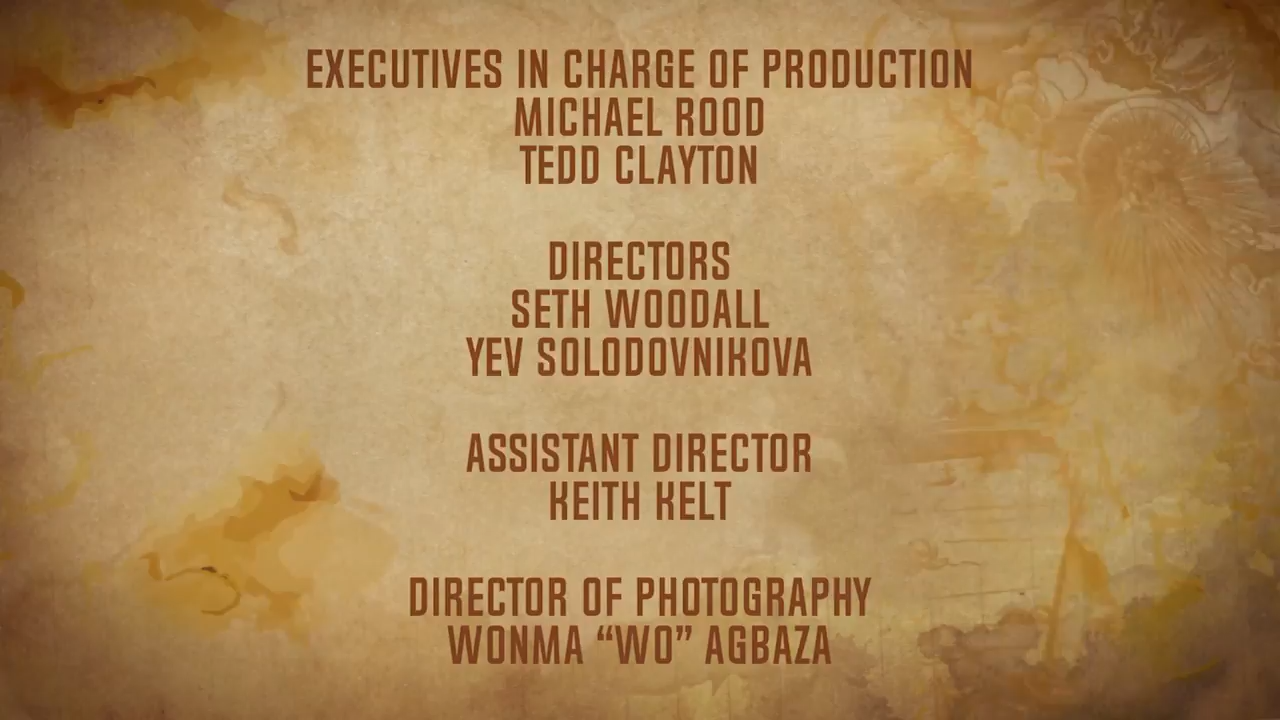 EXECUTIVES IN CHARGE OF PRODUCTION
MICHAEL ROOD
TEDD CLAYTON
DIRECTORS
SETH WOODALL
YEV SOLODOVNIKOVA
ASSISTANT DIRECTOR
KEITH KELT
DIRECTOR OF PHOTOGRAPHY
WONMA “WO” AGBAZA